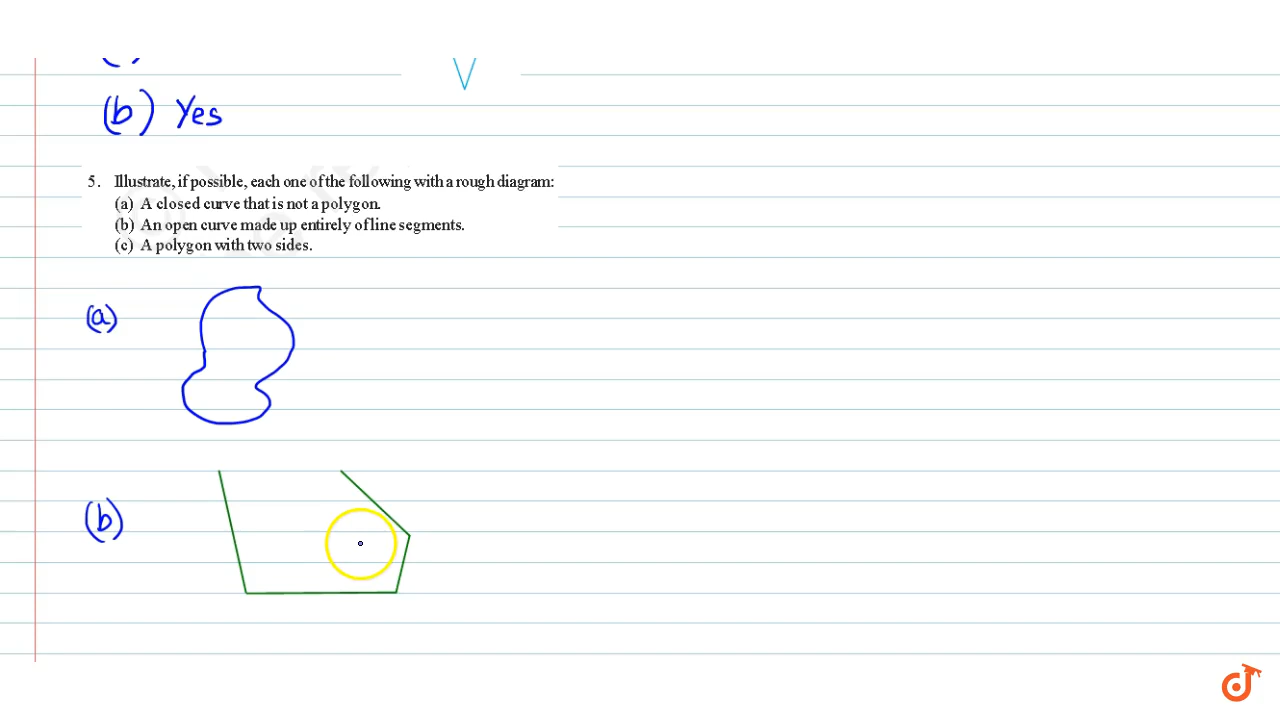 (b) Yes
5. Illustrate, if possible, each one of the following with a rough diagram:
(a) A closed curve that is not a polygon.
(b) An open curve made up entirely of line segments.
(c) A polygon with two sides.
(a)
(b)